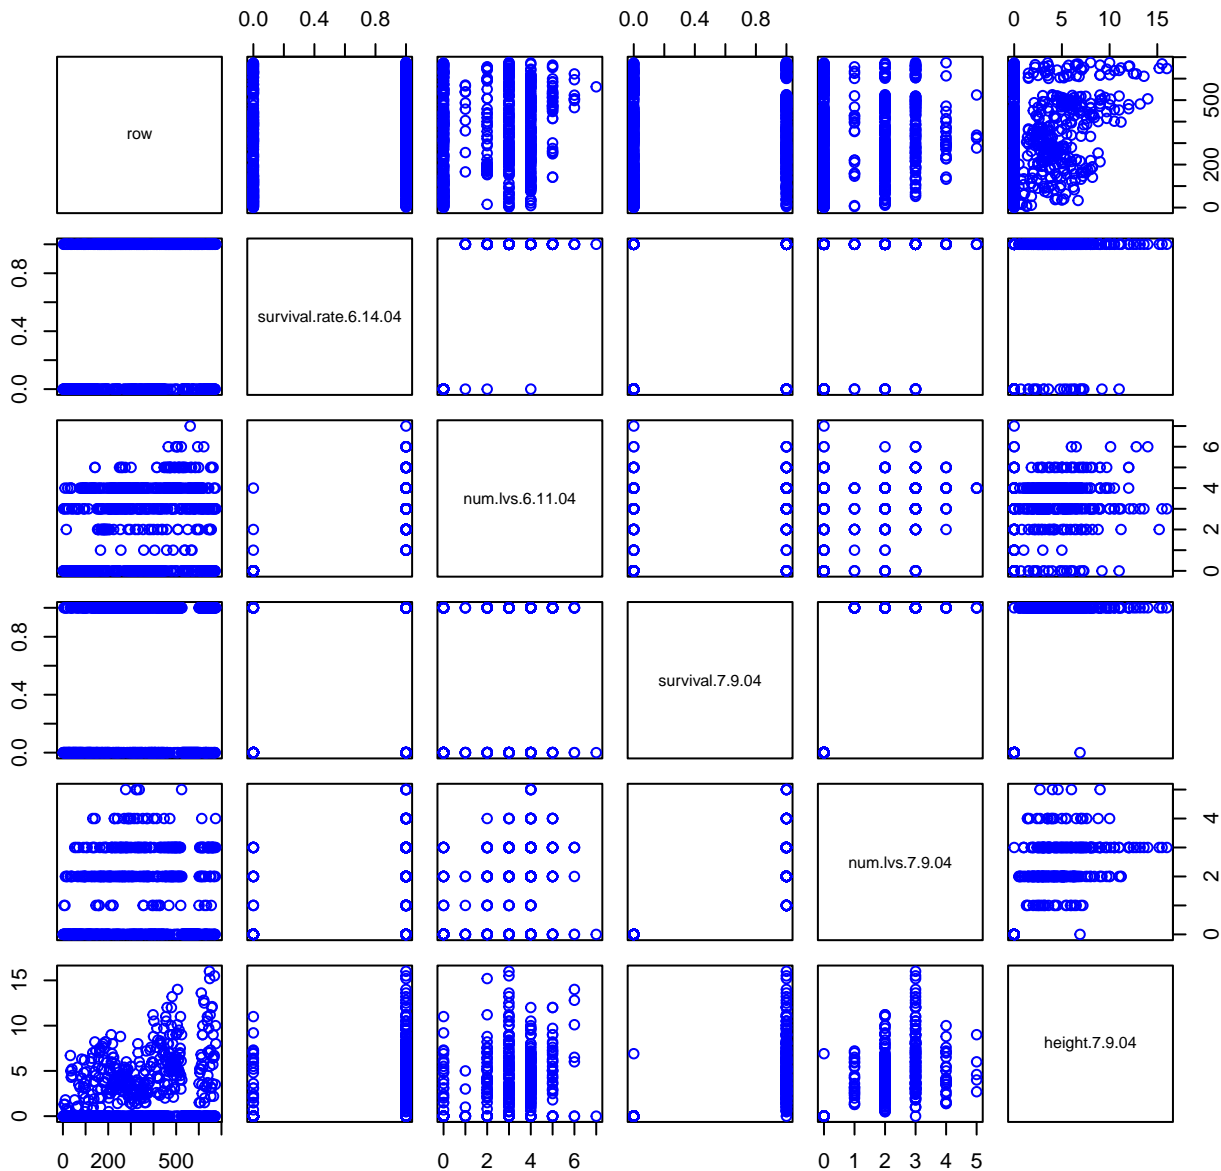 0.0 0.4 0.8 0.0 0.4 0.8 0 5 10 15
row
0 200 500
0.0 0.4 0.8
survival.rate.6.14.04
num.lvs.6.11.04
0 2 4 6
0.0 0.4 0.8
survival.7.9.04
num.lvs.7.9.04
0 2 4
0 5 10 15
height.7.9.04
0 200 500 0 2 4 6 0 1 2 3 4 5